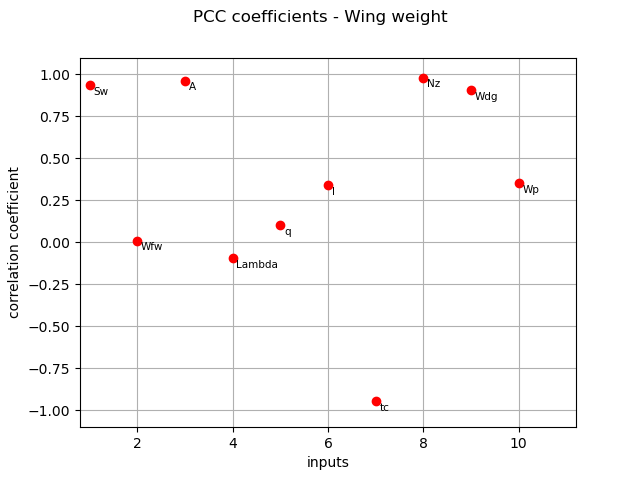 PCC coefficients - Wing weight
1.00
0.75
0.50
0.25
0.00
−0.25
−0.50
−0.75
−1.00
correlation coefficient
Sw
Wfw
A
Lambda
q
l
tc
Nz
Wdg
Wp
2
4
6
8
10
inputs